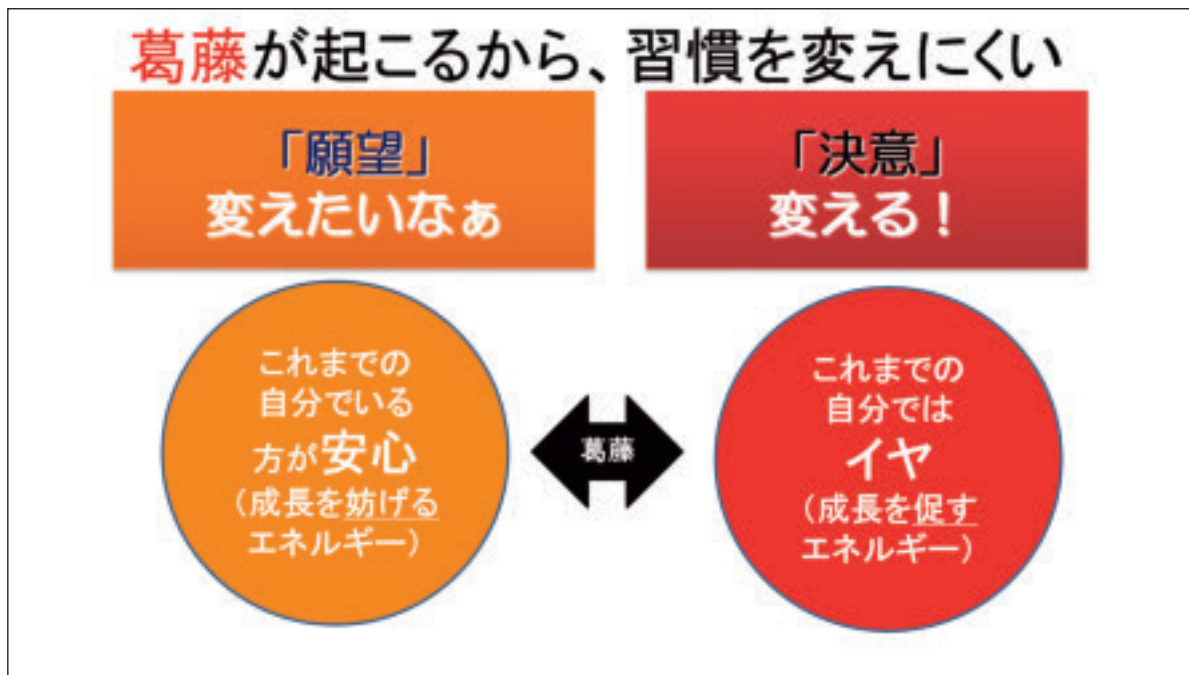 葛藤が起こるから、習慣を変えにくい
「願望」
変えたいなぁ
「決意」
変える！
これまでの
自分でいる
方が安心
（成長を妨げる
エネルギー）
葛藤
これまでの
自分では
イヤ
（成長を促す
エネルギー）